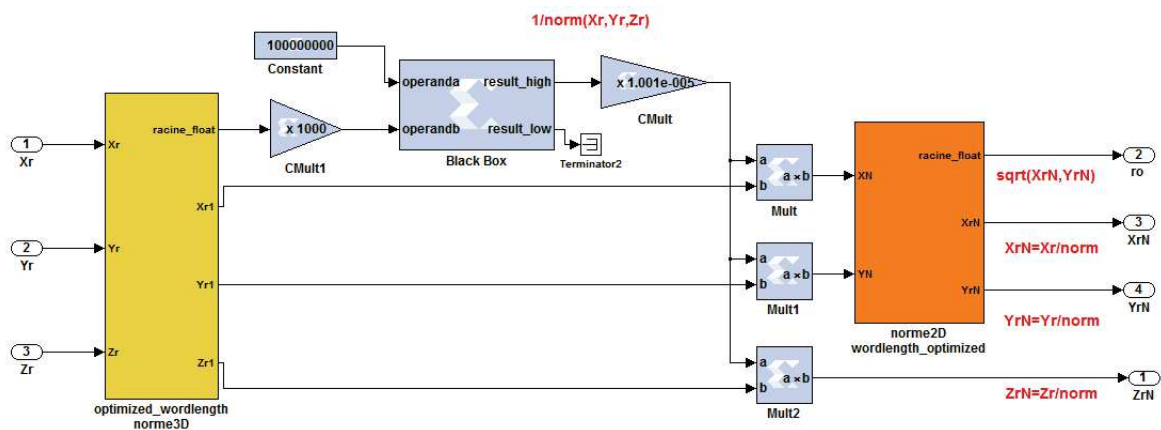 1/norm(Xr,Yr,Zr)
100000000
Constant
operanda
operandb
result_high
result_low
Black Box
x 1.001e-005
CMult
Terminator2
x 1000
CMult1
1
Xr
2
Yr
3
Zr
Xr
Yr
Zr
racine_float
Xr1
Yr1
Zr1
optimized_wordlength
norme3D
a
b
a x b
Mult
a
b
a x b
Mult1
a
b
a x b
Mult2
XN
YN
racine_float
XrN
YrN
norme2D
wordlength_optimized
2
ro
sqrt(XrN,YrN)
3
XrN
XrN=Xr/norm
4
YrN
YrN=Yr/norm
1
ZrN
ZrN=Zr/norm